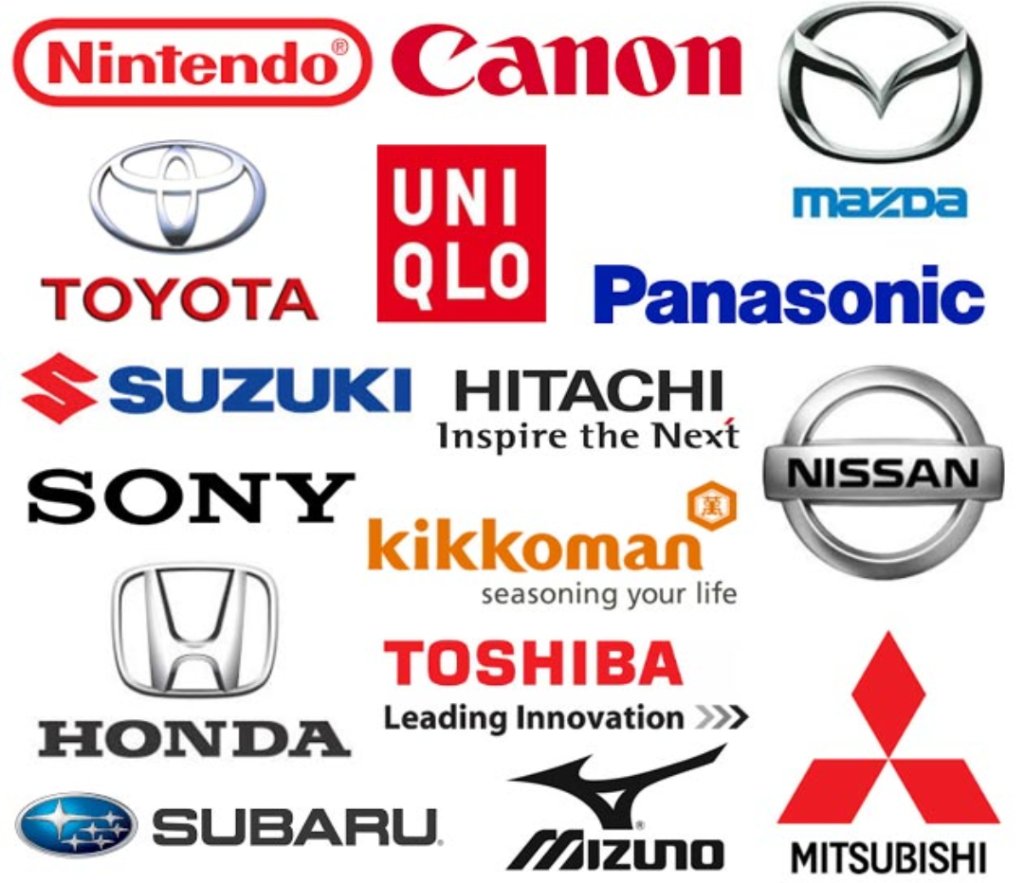 Nintendo®
Canon
mazda
TOYOTA
UNI
QLO
Panasonic
SUZUKI
HITACHI
Inspire the Next
NISSAN
SONY
萬
kikkoman
seasoning your life
HONDA
TOSHIBA
Leading Innovation >>>
SUBARU.
®
MIZUNO
MITSUBISHI